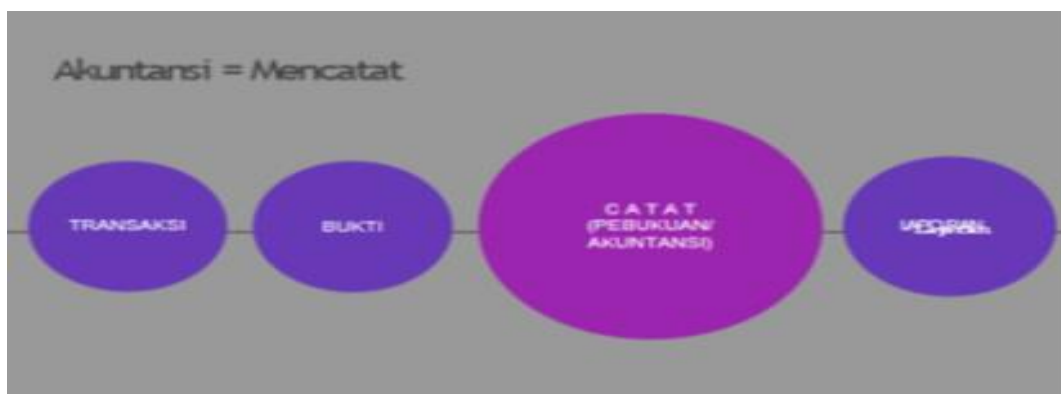 Akuntansi = Mencatat
TRANSAKSI
BUKTI
C A T A T
(PEBUKUAN/
AKUNTANSI)